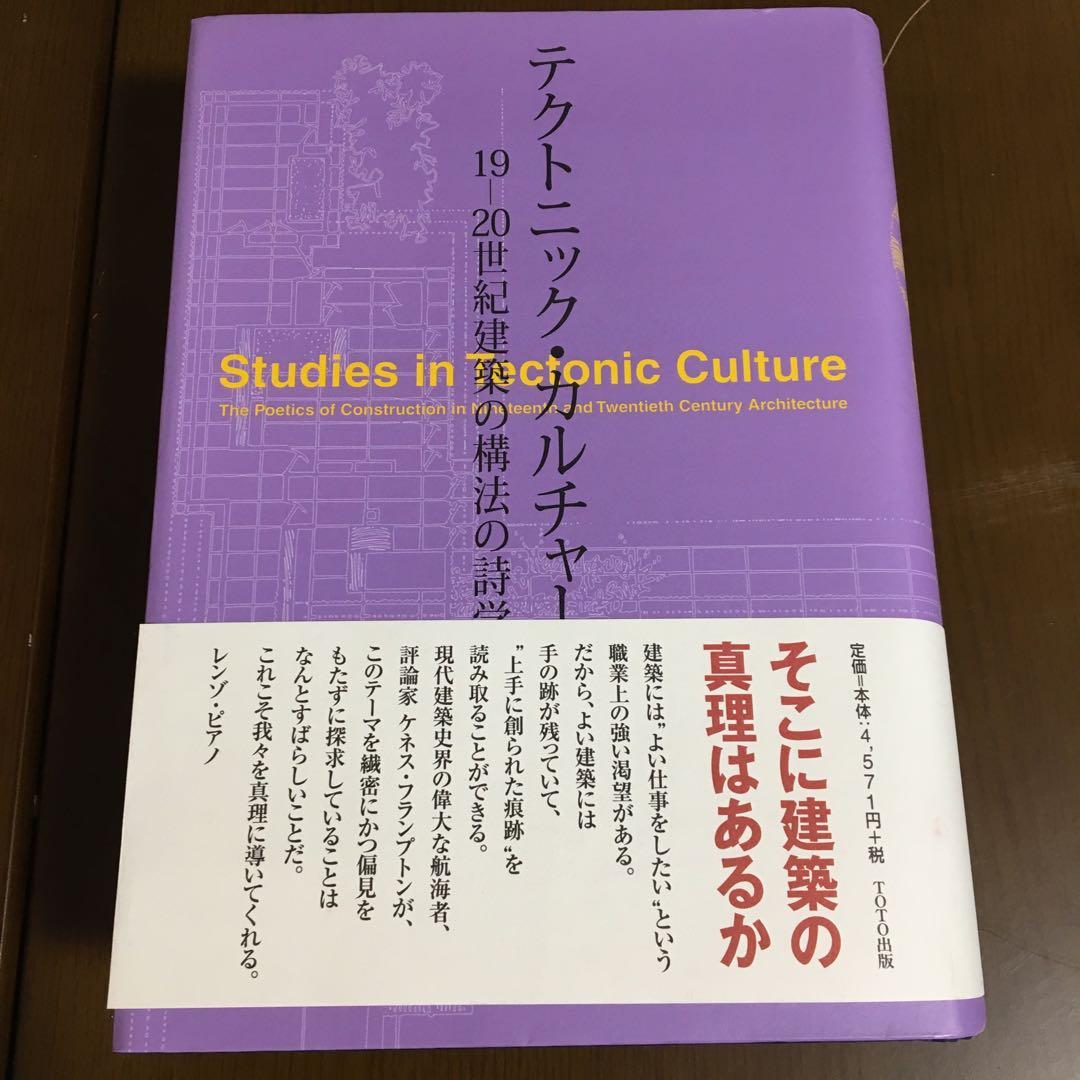 テクトニック・カルチャー
19—20世紀建築の構法の詩学
Studies in Tectonic Culture
The Poetics of Construction in Nineteenth and Twentieth Century Architecture
定価=本体:4,571円+税 TOTO出版
そこに建築の
真理はあるか
建築には"よい仕事をしたい"という
職業上の強い渇望がある。
だから、よい建築には
手の跡が残っていて、
"上手に創られた痕跡"を
読み取ることができる。
現代建築史界の偉大な航海者、
評論家 ケネス・フランプトンが、
このテーマを繊密にかつ偏見を
もたずに探求していることは
なんとすばらしいことだ。
これこそ我々を真理に導いてくれる。
レンゾ・ピアノ